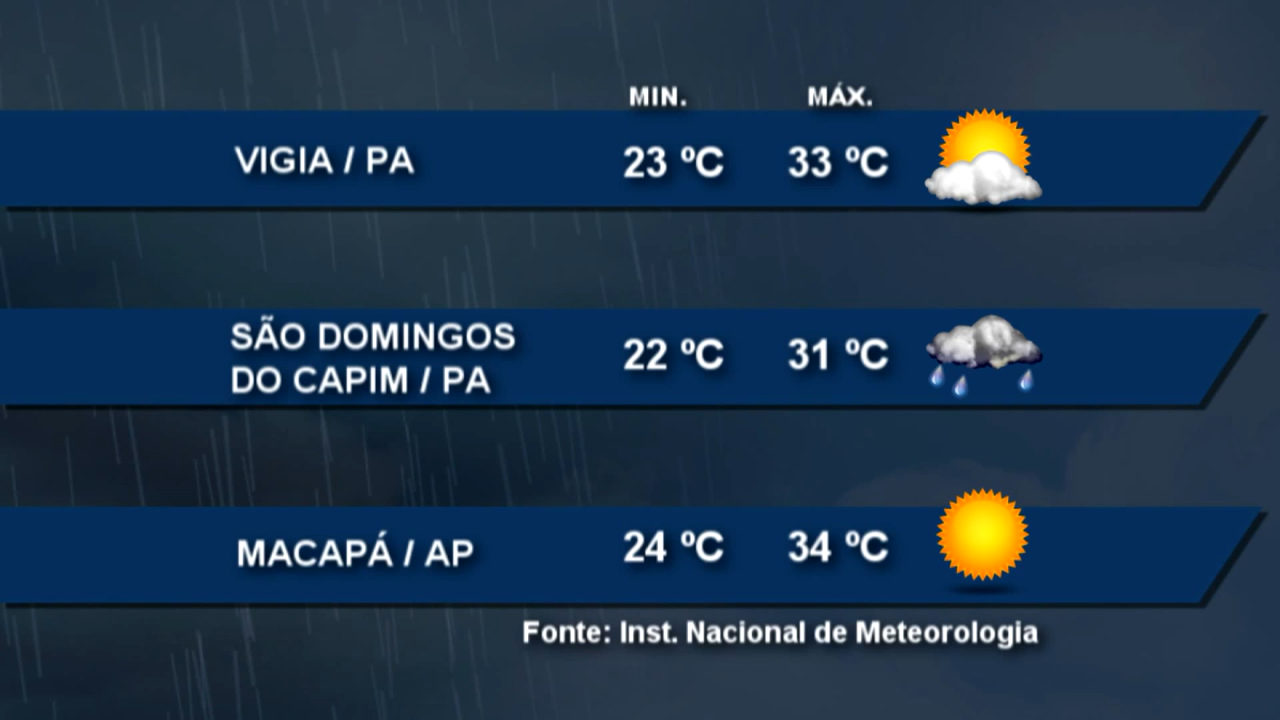 MIN. MÁX.
VIGIA / PA 23 ºC 33 ºC
SÃO DOMINGOS
DO CAPIM / PA 22 ºC 31 ºC
MACAPÁ / AP 24 ºC 34 ºC
Fonte: Inst. Nacional de Meteorologia